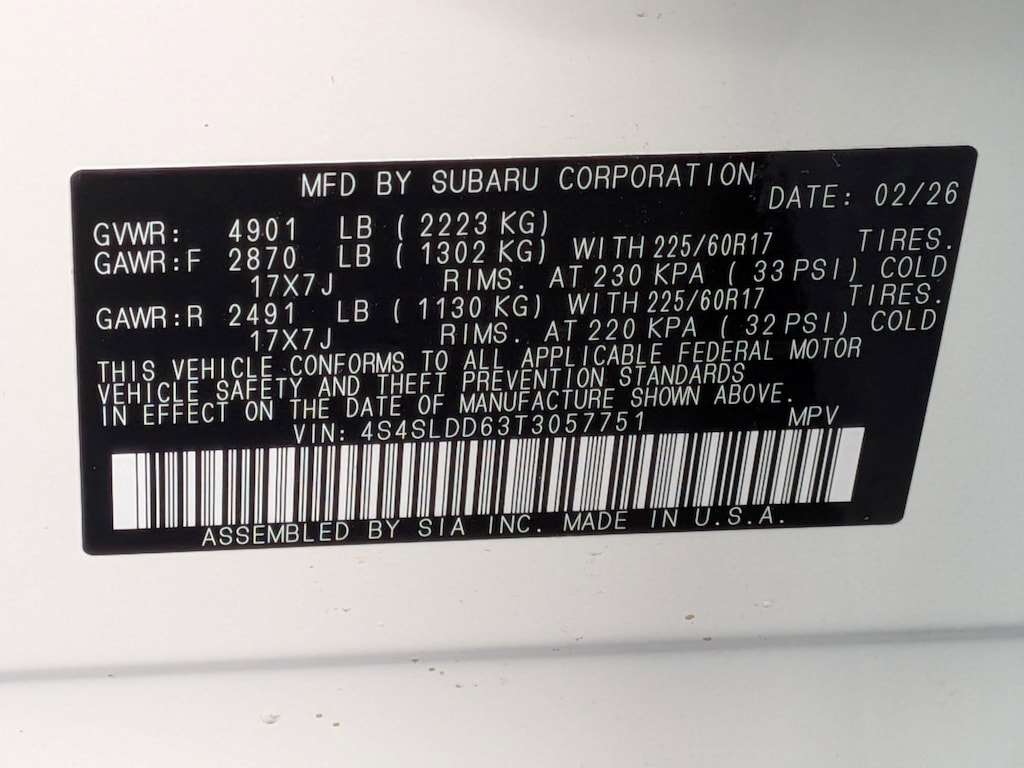 MFD BY SUBARU CORPORATION
DATE: 02/26
GVWR: 4901 LB ( 2223 KG)
GAWR:F 2870 LB ( 1302 KG) WITH 225/60R17 TIRES.
17X7J RIMS. AT 230 KPA ( 33 PSI) COLD
GAWR:R 2491 LB ( 1130 KG) WITH 225/60R17 TIRES.
17X7J RIMS. AT 220 KPA ( 32 PSI) COLD
THIS VEHICLE CONFORMS TO ALL APPLICABLE FEDERAL MOTOR
VEHICLE SAFETY AND THEFT PREVENTION STANDARDS
IN EFFECT ON THE DATE OF MANUFACTURE SHOWN ABOVE.
VIN: 4S4SLDD63T3057751 MPV
ASSEMBLED BY SIA INC. MADE IN U.S.A.